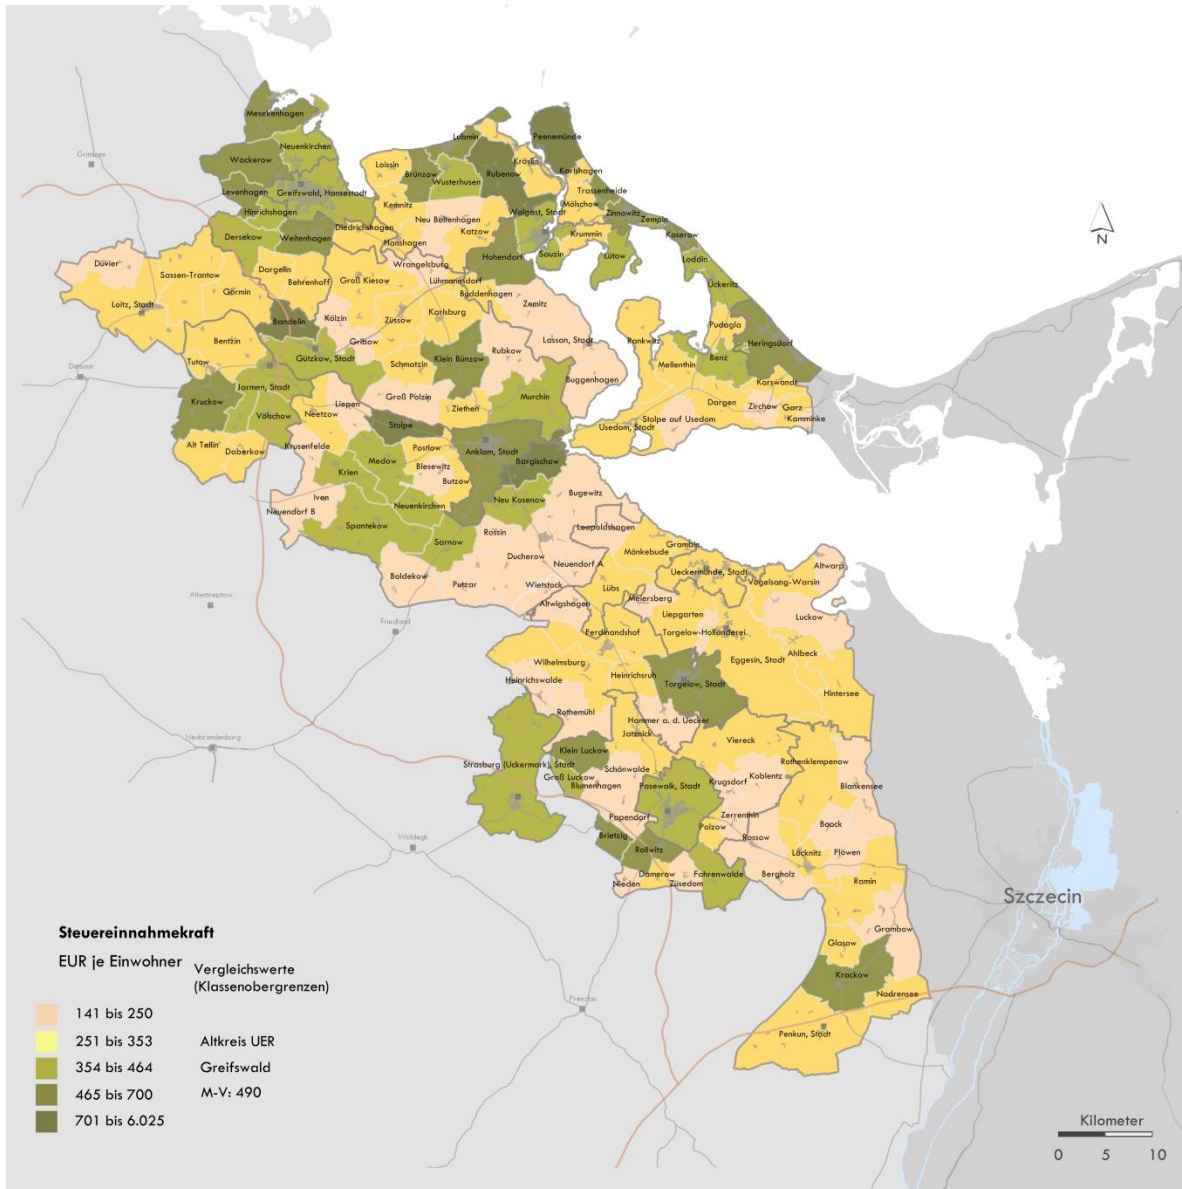 Mesekenhagen
Neuenkirchen
Grimmen
Wackerow
Levenhagen
Greifswald, Hansestadt
Hinrichshagen
Dersekow
Weitenhagen
Diedrichshagen
Lubmin
Peenemünde
Loissin
Brünzow
Wusterhusen
Rubenow
Kröslin
Karlshagen
Kemnitz
Trassenheide
Mölschow
Neu Boltenhagen
Wolgast, Stadt
Zinnowitz
Zempin
Katzow
Krummin
Koserow
Hanshagen
Sauzin
Lütow
Loddin
Ückeritz
Hohendorf
Wrangelsburg
Düvier
Sassen-Trantow
Dargelin
Behrenhoff
Groß Kiesow
Lühmannsdorf
Buddenhagen
Görmin
Loitz, Stadt
Zemitz
Bandelin
Kölzin
Züssow
Karlsburg
Pudagla
Heringsdorf
Bentzin
Gribow
Rubkow
Lassan, Stadt
Rankwitz
Benz
Mellenthin
Tutow
Gützkow, Stadt
Schmatzin
Klein Bünzow
Demmin
Buggenhagen
Korswandt
Jarmen, Stadt
Groß Polzin
Murchin
Dargen
Zirchow
Garz
Kruckow
Völschow
Liepen
Neetzow
Ziethen
Stolpe auf Usedom
Kamminke
Usedom, Stadt
Stolpe
Alt Tellin
Daberkow
Krusenfelde
Postlow
Anklam, Stadt
Medow
Blesewitz
Bargischow
Krien
Butzow
Iven
Neuendorf B
Neuenkirchen
Neu Kosenow
Bugewitz
Spantekow
Leopoldshagen
Sarnow
Rossin
Grambin
Mönkebude
Ducherow
Neuendorf A
Ueckermünde, Stadt
Altwarp
Boldekow
Putzar
Wietstock
Lübs
Vogelsang-Warsin
Altentreptow
Altwigshagen
Meiersberg
Liepgarten
Luckow
Friedland
Ferdinandshof
Torgelow-Holländerei
Ahlbeck
Wilhelmsburg
Eggesin, Stadt
Heinrichswalde
Heinrichsruh
Torgelow, Stadt
Hintersee
Rothemühl
Hammer a. d. Uecker
Jatznick
Viereck
Neubrandenburg
Klein Luckow
Strasburg (Uckermark), Stadt
Schönwalde
Rothenklempenow
Groß Luckow
Koblentz
Blumenhagen
Pasewalk, Stadt
Krugsdorf
Blankensee
Papendorf
Zerrenthin
Polzow
Boock
Brietzig
Rossow
Woldegk
Rollwitz
Löcknitz
Plöwen
Damerow
Fahrenwalde
Bergholz
Nieden
Züsedom
Ramin
Szczecin
Grambow
Glasow
Krackow
Nadrensee
Prenzlau
Penkun, Stadt
N
Steuereinnahmekraft
EUR je Einwohner
Vergleichswerte
(Klassenobergrenzen)
141 bis 250
251 bis 353 Altkreis UER
354 bis 464 Greifswald
465 bis 700 M-V: 490
701 bis 6.025
Kilometer
0 5 10